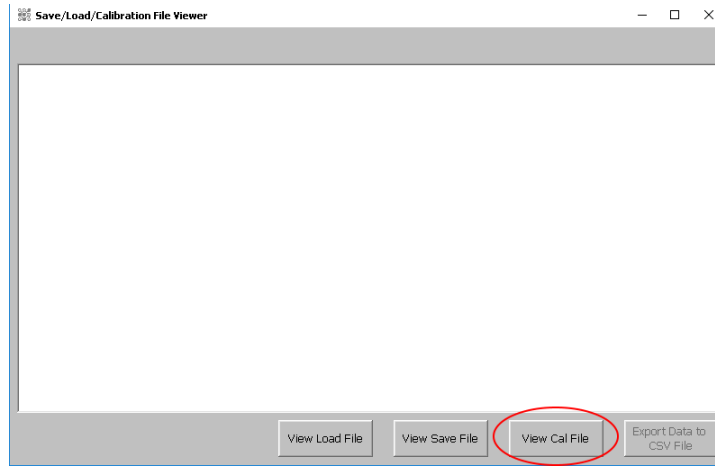 Save/Load/Calibration File Viewer
View Load File
View Save File
View Cal File
Export Data to
CSV File